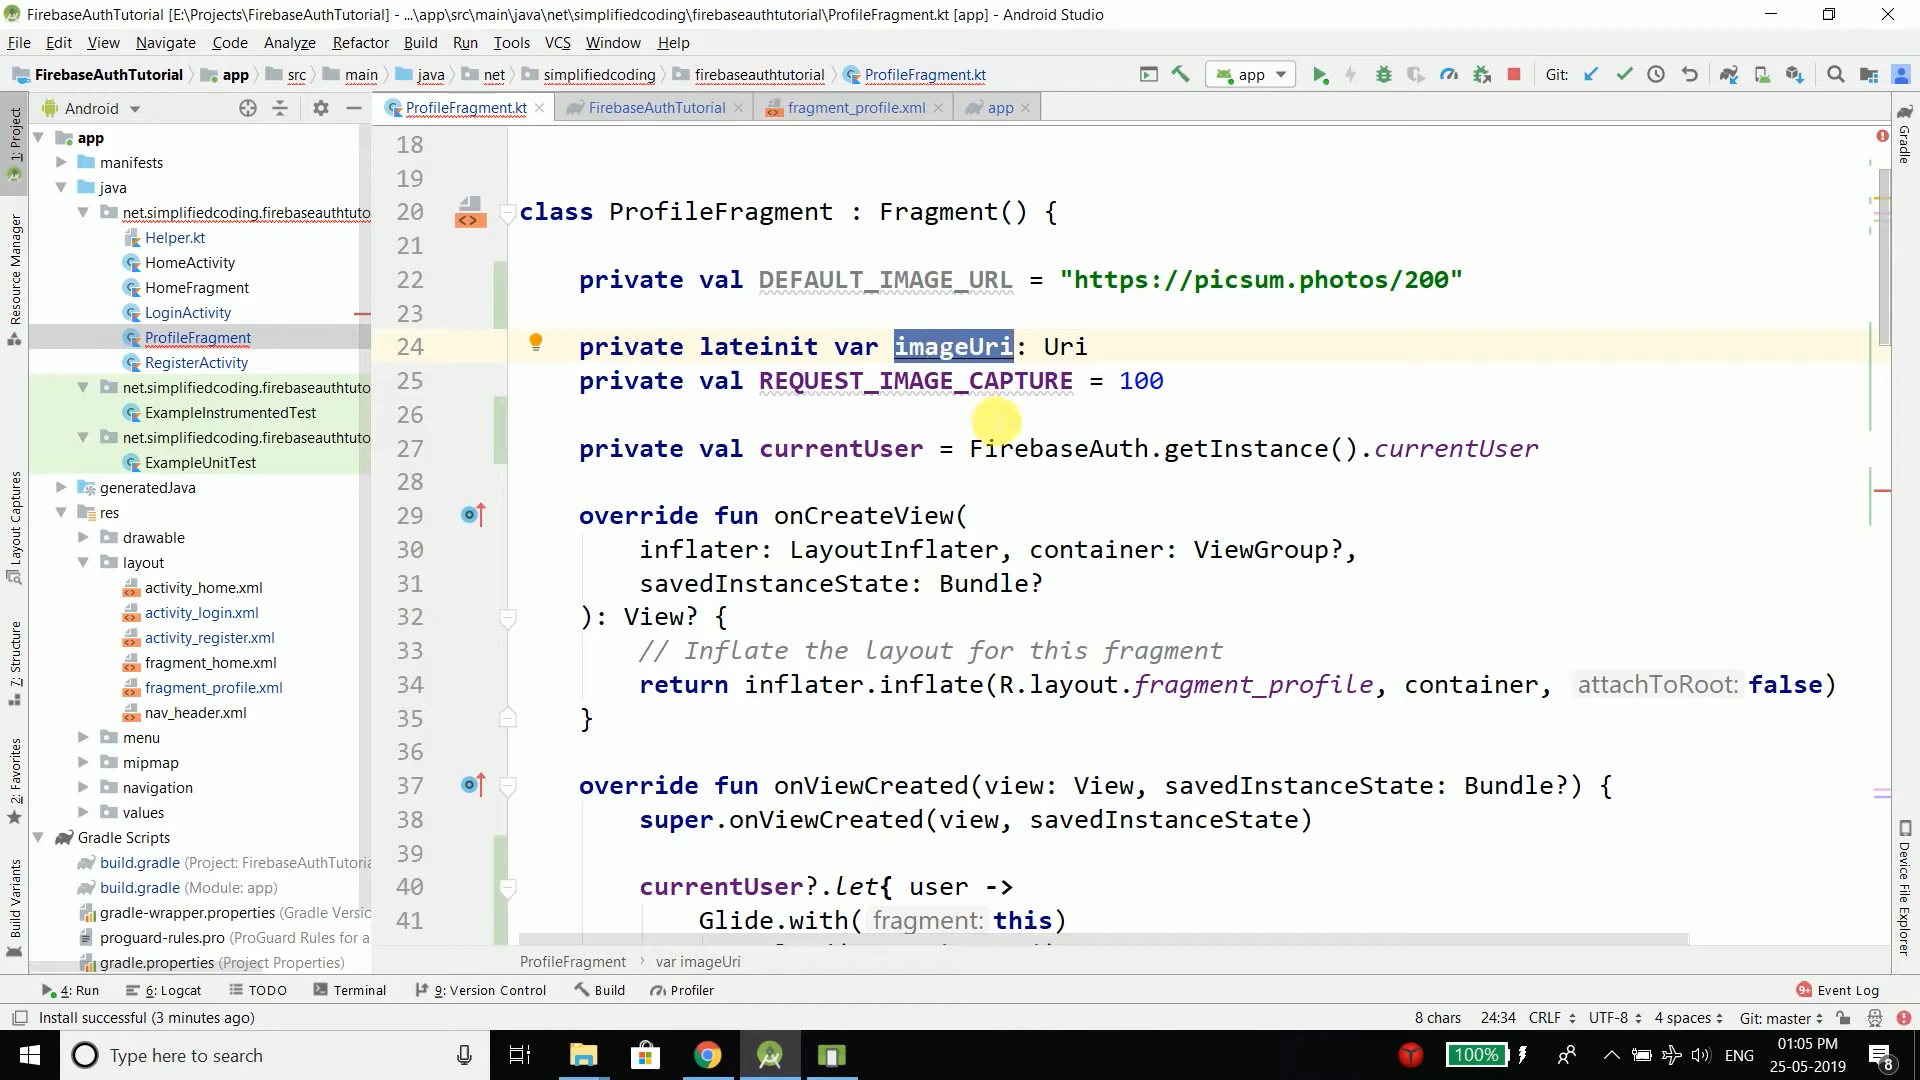 FirebaseAuthTutorial [E:\Projects\FirebaseAuthTutorial] - ...\app\src\main\java\net\simplifiedcoding\firebaseauthtutorial\ProfileFragment.kt [app] - Android Studio
File Edit View Navigate Code Analyze Refactor Build Run Tools VCS Window Help
FirebaseAuthTutorial app src main java net simplifiedcoding firebaseauthtutorial ProfileFragment.kt app Git:
Android
ProfileFragment.kt FirebaseAuthTutorial fragment_profile.xml app
1: Project
Resource Manager
Layout Captures
7: Structure
2: Favorites
Build Variants
app
manifests
java
net.simplifiedcoding.firebaseauthtuto
Helper.kt
HomeActivity
HomeFragment
LoginActivity
ProfileFragment
RegisterActivity
net.simplifiedcoding.firebaseauthtuto
ExampleInstrumentedTest
net.simplifiedcoding.firebaseauthtuto
ExampleUnitTest
generatedJava
res
drawable
layout
activity_home.xml
activity_login.xml
activity_register.xml
fragment_home.xml
fragment_profile.xml
nav_header.xml
menu
mipmap
navigation
values
Gradle Scripts
build.gradle (Project: FirebaseAuthTutoria
build.gradle (Module: app)
gradle-wrapper.properties (Gradle Versio
proguard-rules.pro (ProGuard Rules for a
gradle.properties (Project Properties)
18
19
20 class ProfileFragment : Fragment() {
21
22 private val DEFAULT_IMAGE_URL = "https://picsum.photos/200"
23
24 private lateinit var imageUri: Uri
25 private val REQUEST_IMAGE_CAPTURE = 100
26
27 private val currentUser = FirebaseAuth.getInstance().currentUser
28
29 override fun onCreateView(
30 inflater: LayoutInflater, container: ViewGroup?,
31 savedInstanceState: Bundle?
32 ): View? {
33 // Inflate the layout for this fragment
34 return inflater.inflate(R.layout.fragment_profile, container, attachToRoot: false)
35 }
36
37 override fun onViewCreated(view: View, savedInstanceState: Bundle?) {
38 super.onViewCreated(view, savedInstanceState)
39
40 currentUser?.let{ user ->
41 Glide.with( fragment: this)
Gradle
Device File Explorer
ProfileFragment › var imageUri
4: Run 6: Logcat TODO Terminal 9: Version Control Build Profiler 9+ Event Log
Install successful (3 minutes ago) 8 chars 24:34 CRLF UTF-8 4 spaces Git: master
Type here to search 100% ENG 01:05 PM
25-05-2019 8